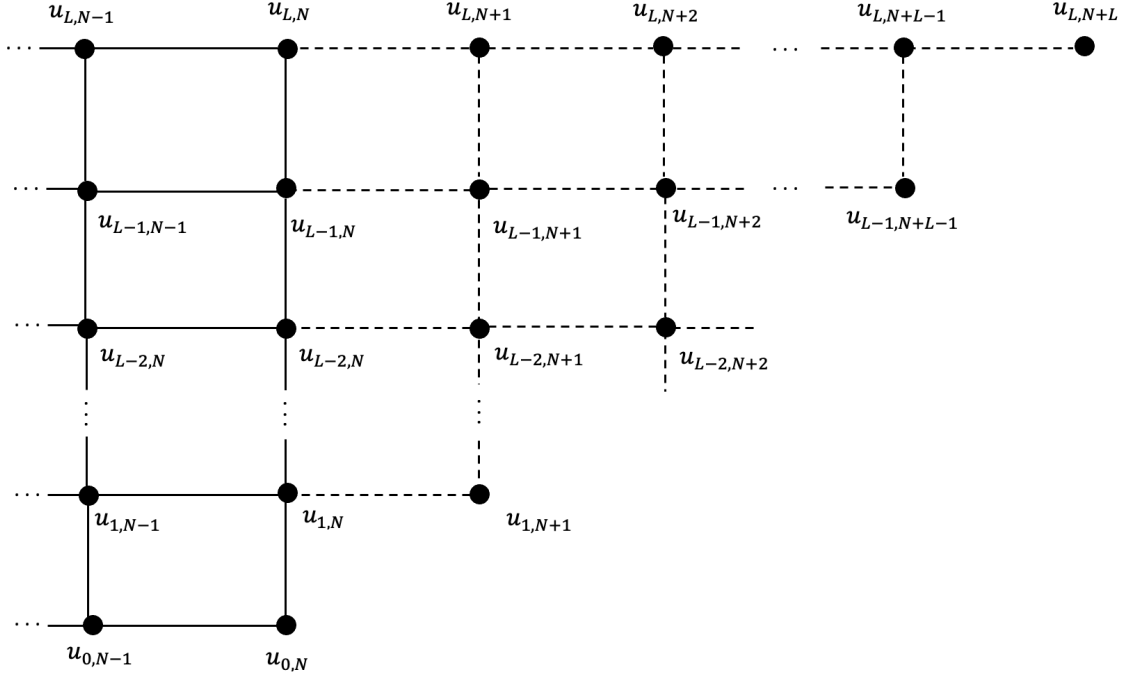 u_{L,N−1} u_{L,N} u_{L,N+1} u_{L,N+2} u_{L,N+L−1} u_{L,N+L}
··· ···
··· ···
u_{L−1,N−1} u_{L−1,N} u_{L−1,N+1} u_{L−1,N+2} u_{L−1,N+L−1}
···
u_{L−2,N} u_{L−2,N} u_{L−2,N+1} u_{L−2,N+2}
⋮ ⋮ ⋮
···
u_{1,N−1} u_{1,N} u_{1,N+1}
···
u_{0,N−1} u_{0,N}